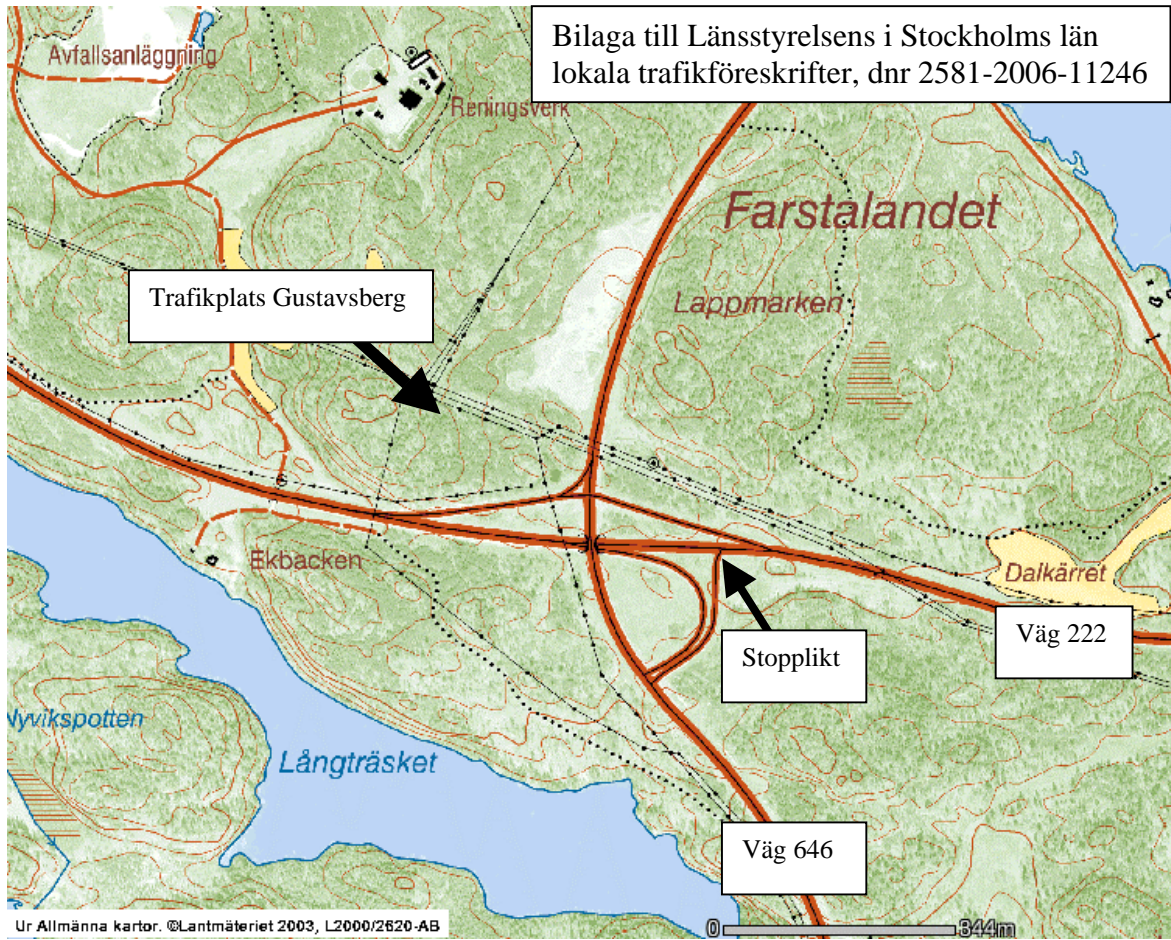 Bilaga till Länsstyrelsens i Stockholms län
lokala trafikföreskrifter, dnr 2581-2006-11246
Avfallsanläggning
Reningsverk
Farstalandet
Trafikplats Gustavsberg
Lappmarken
Ekbacken
Dalkärret
Väg 222
Stopplikt
Nyvikspotten
Långträsket
Väg 646
Ur Allmänna kartor. ©Lantmäteriet 2003, L2000/2620-AB
0 844m